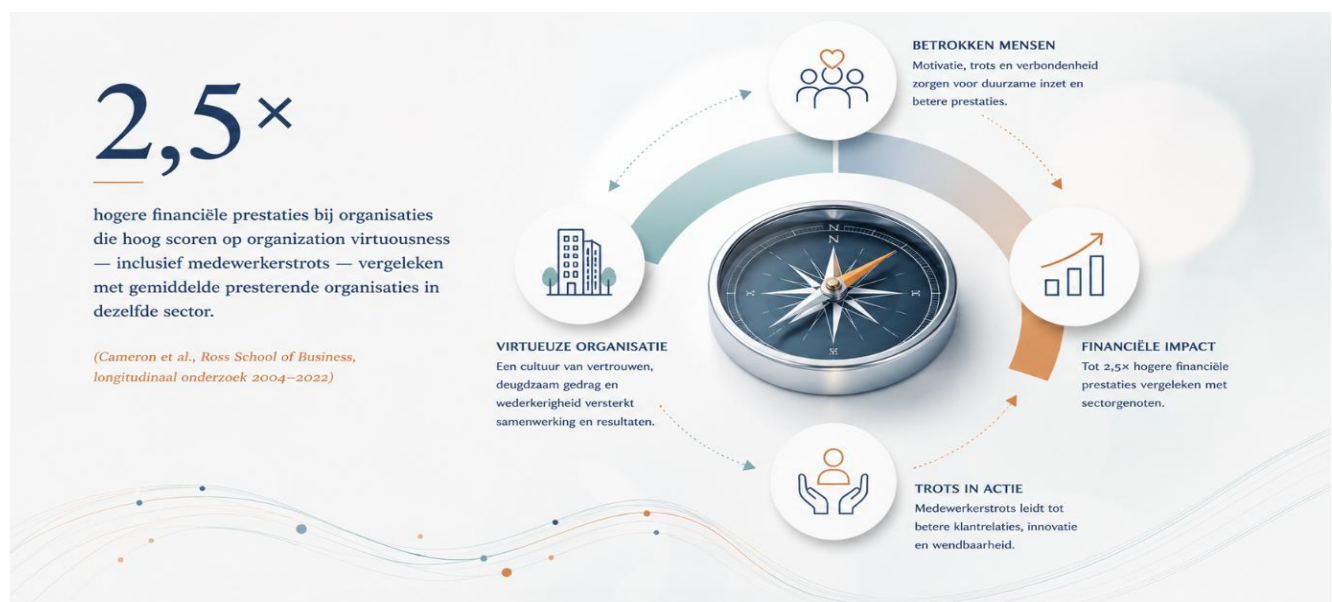 2,5×
hogere financiële prestaties bij organisaties
die hoog scoren op organization virtuousness
— inclusief medewerkerstrots — vergeleken
met gemiddelde presterende organisaties in
dezelfde sector.
(Cameron et al., Ross School of Business,
longitudinaal onderzoek 2004–2022)
BETROKKEN MENSEN
Motivatie, trots en verbondenheid
zorgen voor duurzame inzet en
betere prestaties.
VIRTUEUZE ORGANISATIE
Een cultuur van vertrouwen,
deugdzaam gedrag en
wederkerigheid versterkt
samenwerking en resultaten.
FINANCIËLE IMPACT
Tot 2,5× hogere financiële
prestaties vergeleken met
sectorgenoten.
TROTS IN ACTIE
Medewerkerstrots leidt tot
betere klantrelaties, innovatie
en wendbaarheid.
N